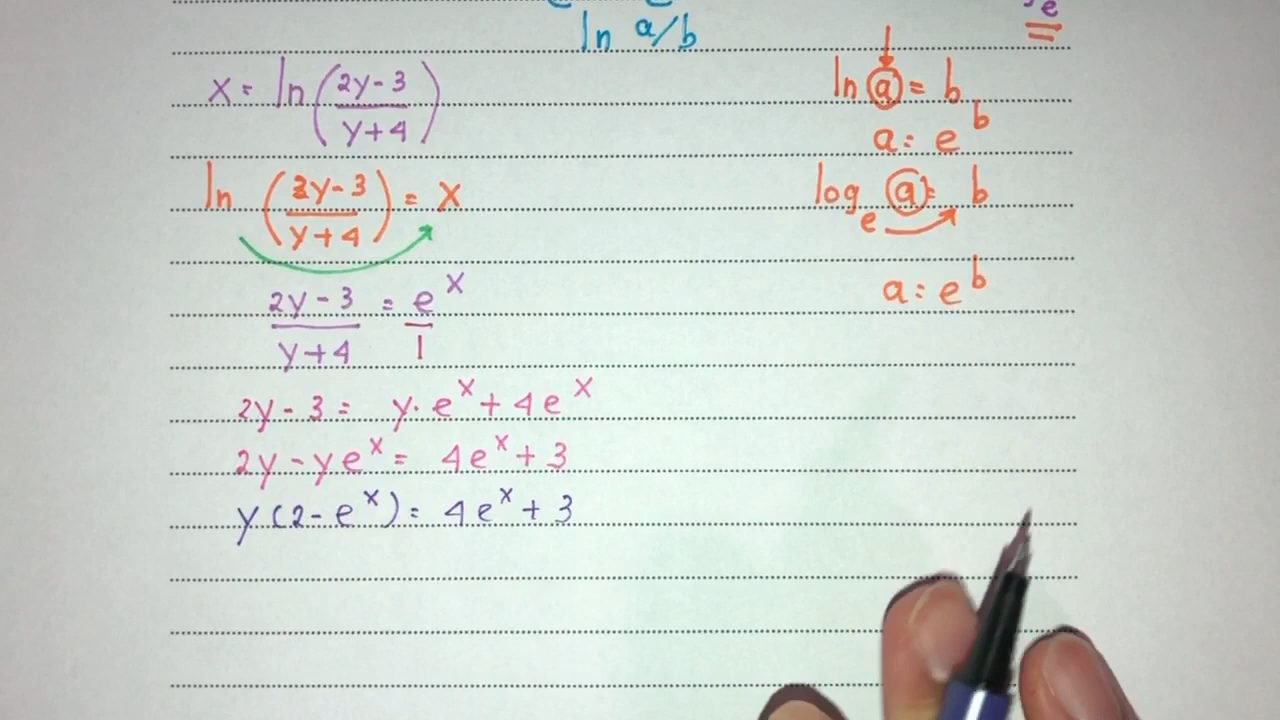 e
ln a/b
x = ln((2y-3)/(y+4))
ln a = b
a = e^b
ln((2y-3)/(y+4)) = x
log_e a = b
(2y-3)/(y+4) = e^x/1
a = e^b
2y-3 = y·e^x+4e^x
2y-ye^x = 4e^x+3
y(2-e^x) = 4e^x+3